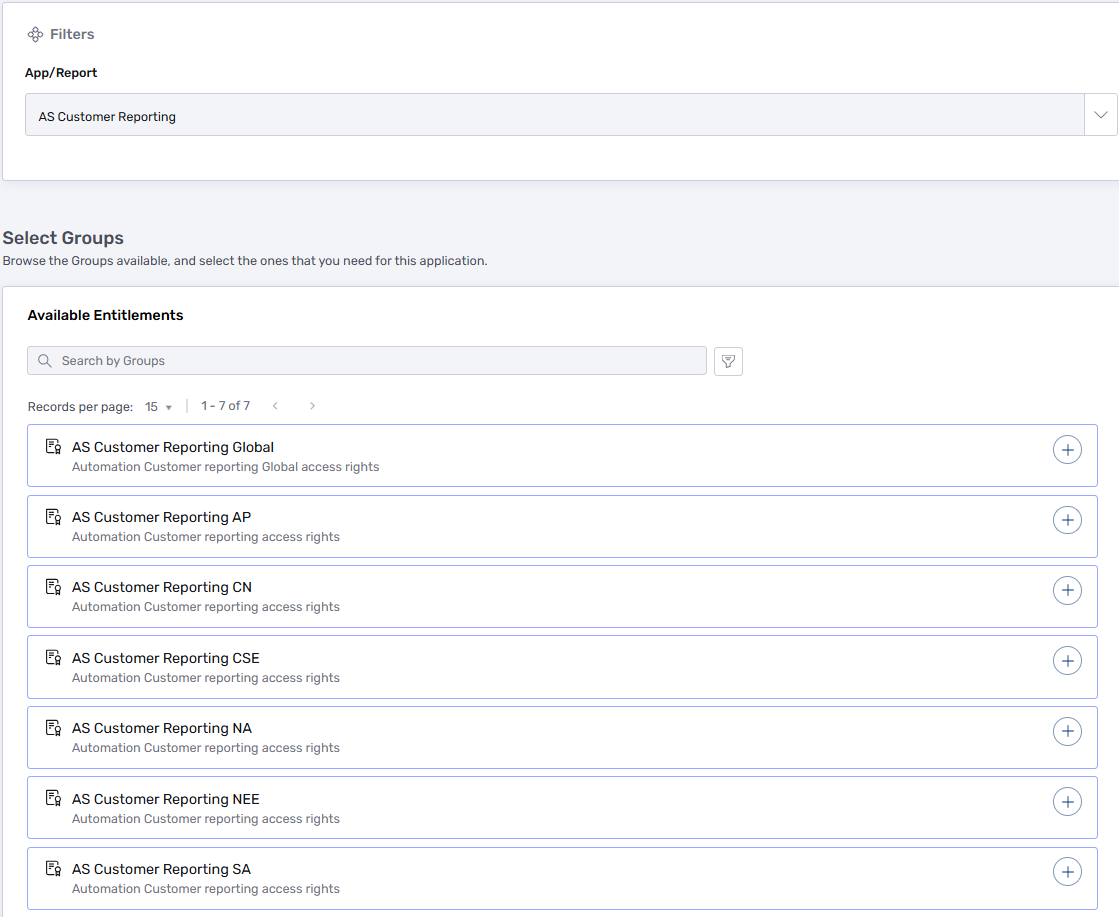 Filters
App/Report
AS Customer Reporting
Select Groups
Browse the Groups available, and select the ones that you need for this application.
Available Entitlements
Search by Groups
Records per page: 15 1 - 7 of 7
AS Customer Reporting Global
Automation Customer reporting Global access rights
AS Customer Reporting AP
Automation Customer reporting access rights
AS Customer Reporting CN
Automation Customer reporting access rights
AS Customer Reporting CSE
Automation Customer reporting access rights
AS Customer Reporting NA
Automation Customer reporting access rights
AS Customer Reporting NEE
Automation Customer reporting access rights
AS Customer Reporting SA
Automation Customer reporting access rights